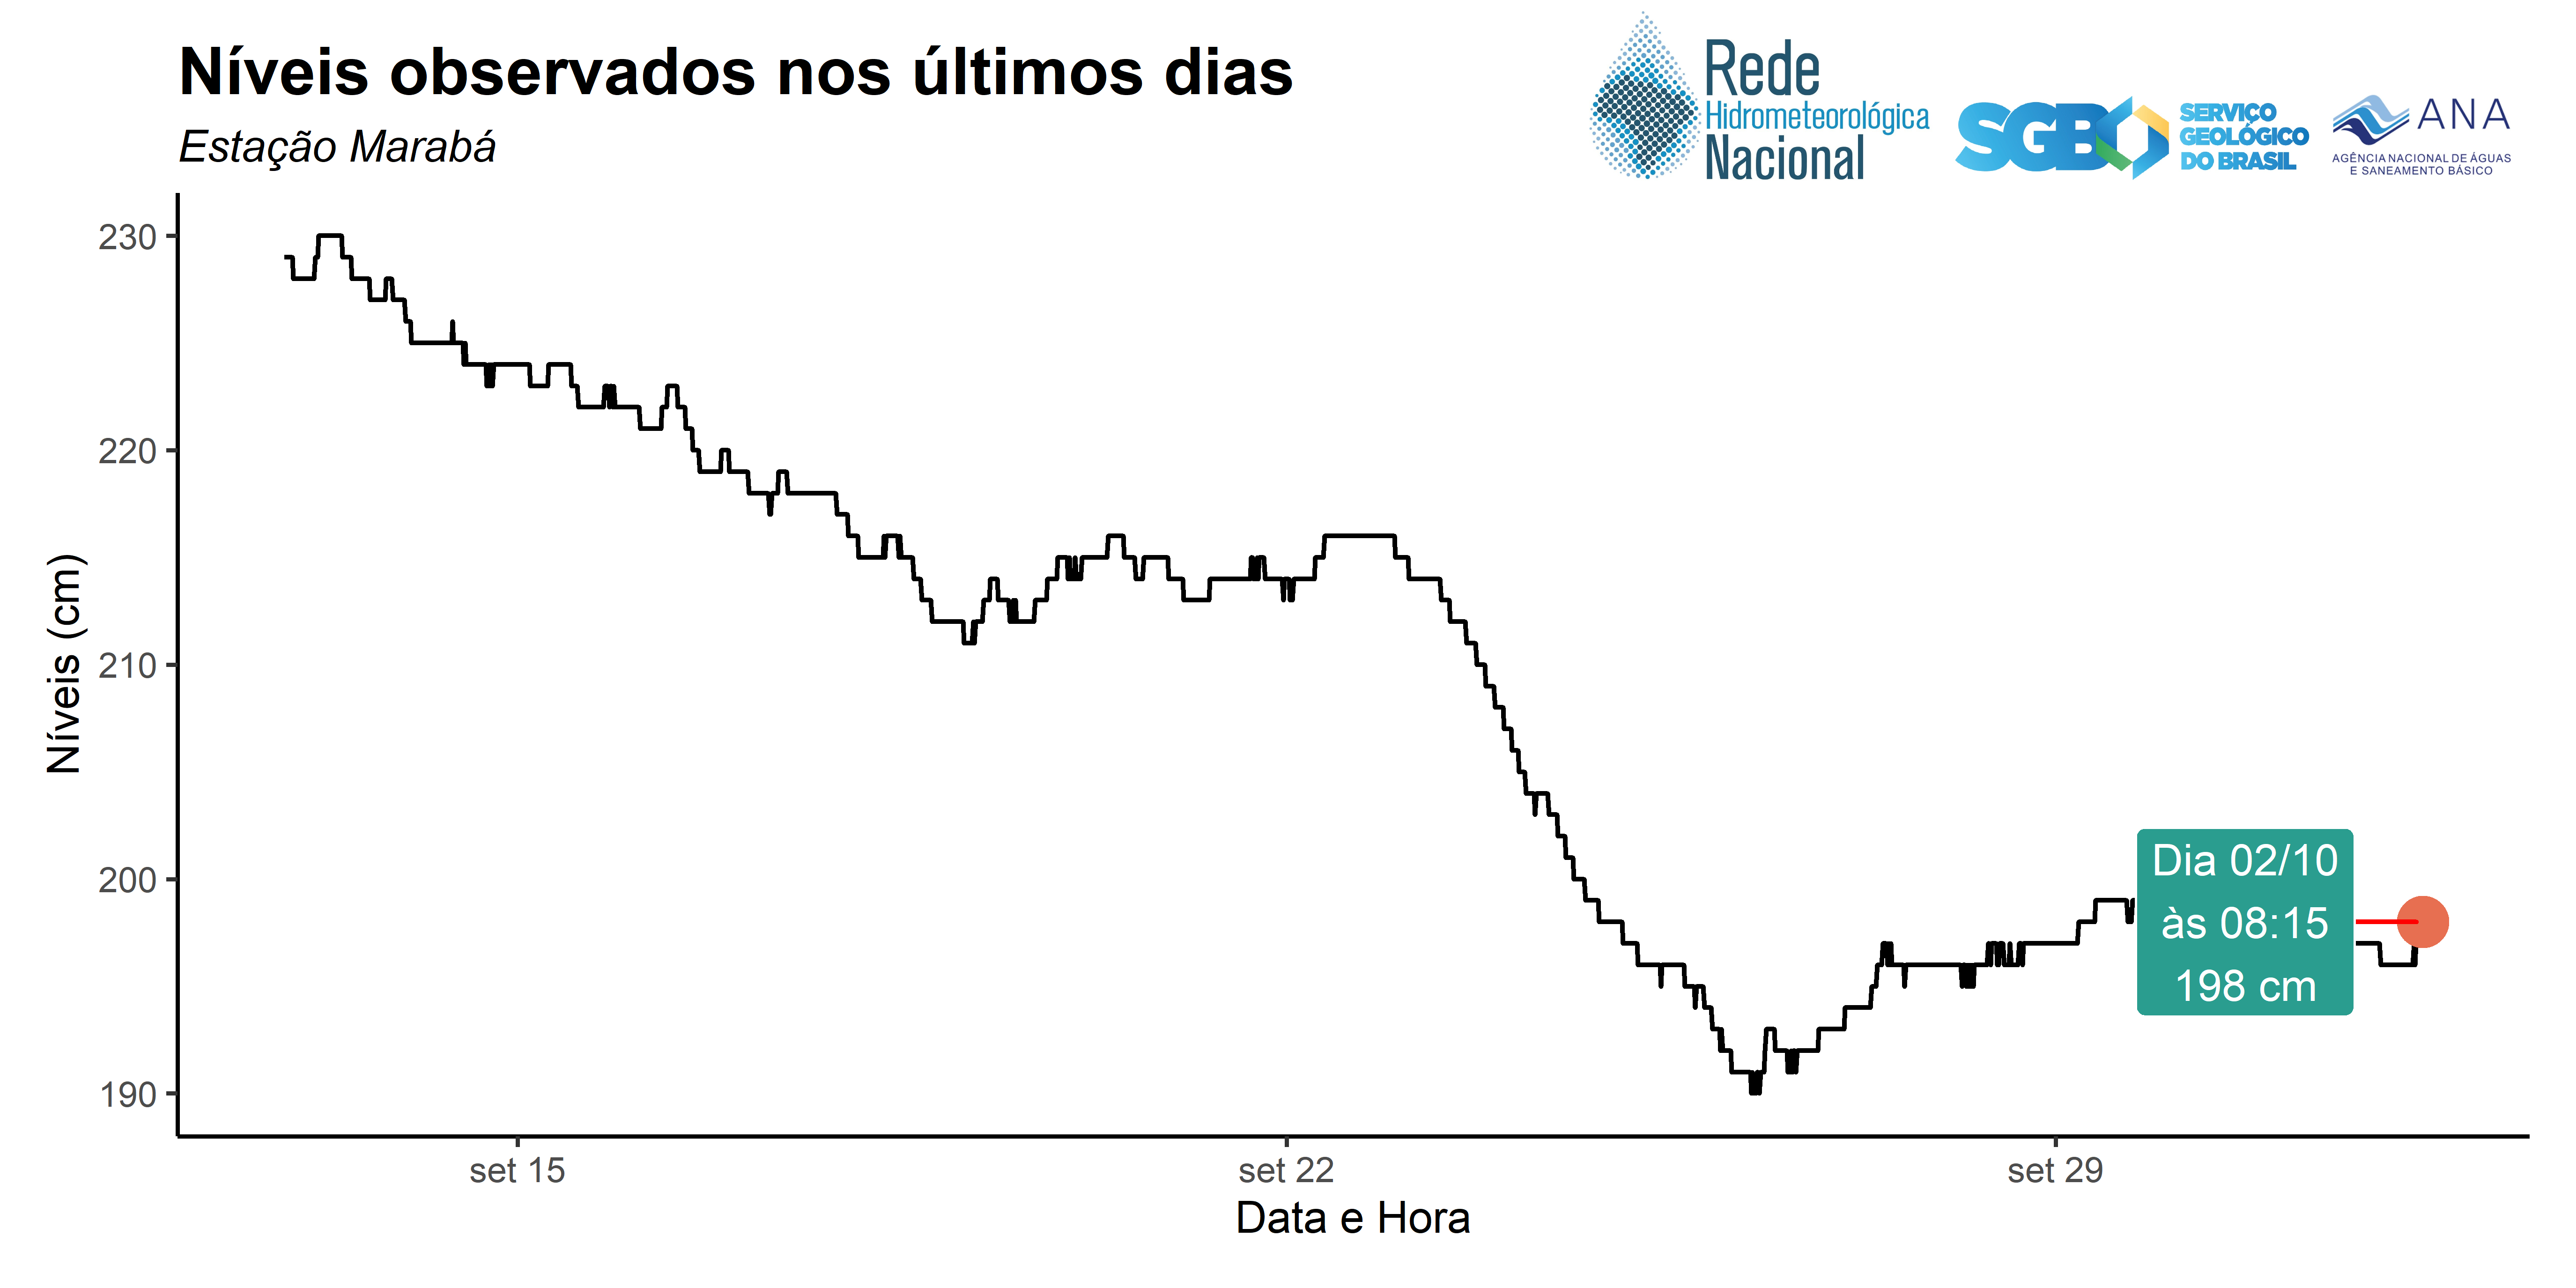 Níveis observados nos últimos dias
Estação Marabá
Rede
Hidrometeorológica
Nacional
SGB
SERVIÇO
GEOLÓGICO
DO BRASIL
ANA
AGÊNCIA NACIONAL DE ÁGUAS
E SANEAMENTO BÁSICO
Níveis (cm)
230
220
210
200
190
Dia 02/10
às 08:15
198 cm
set 15
set 22
set 29
Data e Hora